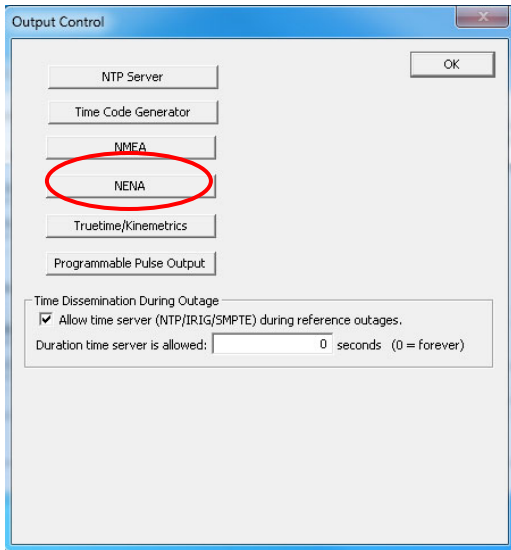 Output Control
OK
NTP Server
Time Code Generator
NMEA
NENA
Truetime/Kinemetrics
Programmable Pulse Output
Time Dissemination During Outage
Allow time server (NTP/IRIG/SMPTE) during reference outages.
Duration time server is allowed: 0 seconds (0 = forever)